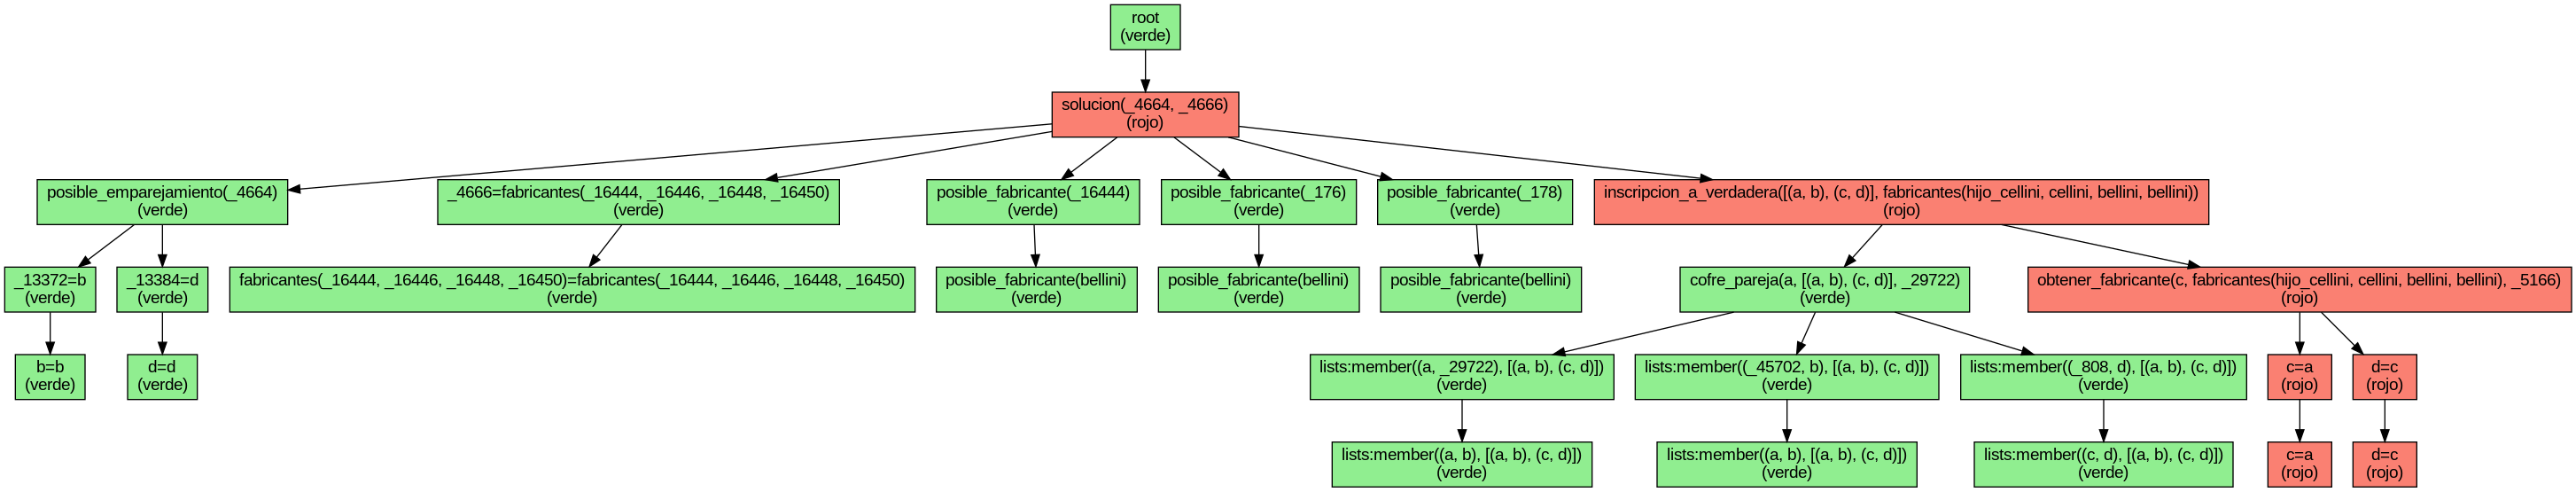 root
(verde)
solucion(_4664, _4666)
(rojo)
posible_emparejamiento(_4664)
(verde)
_4666=fabricantes(_16444, _16446, _16448, _16450)
(verde)
posible_fabricante(_16444)
(verde)
posible_fabricante(_176)
(verde)
posible_fabricante(_178)
(verde)
inscripcion_a_verdadera([(a, b), (c, d)], fabricantes(hijo_cellini, cellini, bellini, bellini))
(rojo)
_13372=b
(verde)
_13384=d
(verde)
fabricantes(_16444, _16446, _16448, _16450)=fabricantes(_16444, _16446, _16448, _16450)
(verde)
posible_fabricante(bellini)
(verde)
posible_fabricante(bellini)
(verde)
posible_fabricante(bellini)
(verde)
cofre_pareja(a, [(a, b), (c, d)], _29722)
(verde)
obtener_fabricante(c, fabricantes(hijo_cellini, cellini, bellini, bellini), _5166)
(rojo)
b=b
(verde)
d=d
(verde)
lists:member((a, _29722), [(a, b), (c, d)])
(verde)
lists:member((_45702, b), [(a, b), (c, d)])
(verde)
lists:member((_808, d), [(a, b), (c, d)])
(verde)
c=a
(rojo)
d=c
(rojo)
lists:member((a, b), [(a, b), (c, d)])
(verde)
lists:member((a, b), [(a, b), (c, d)])
(verde)
lists:member((c, d), [(a, b), (c, d)])
(verde)
c=a
(rojo)
d=c
(rojo)